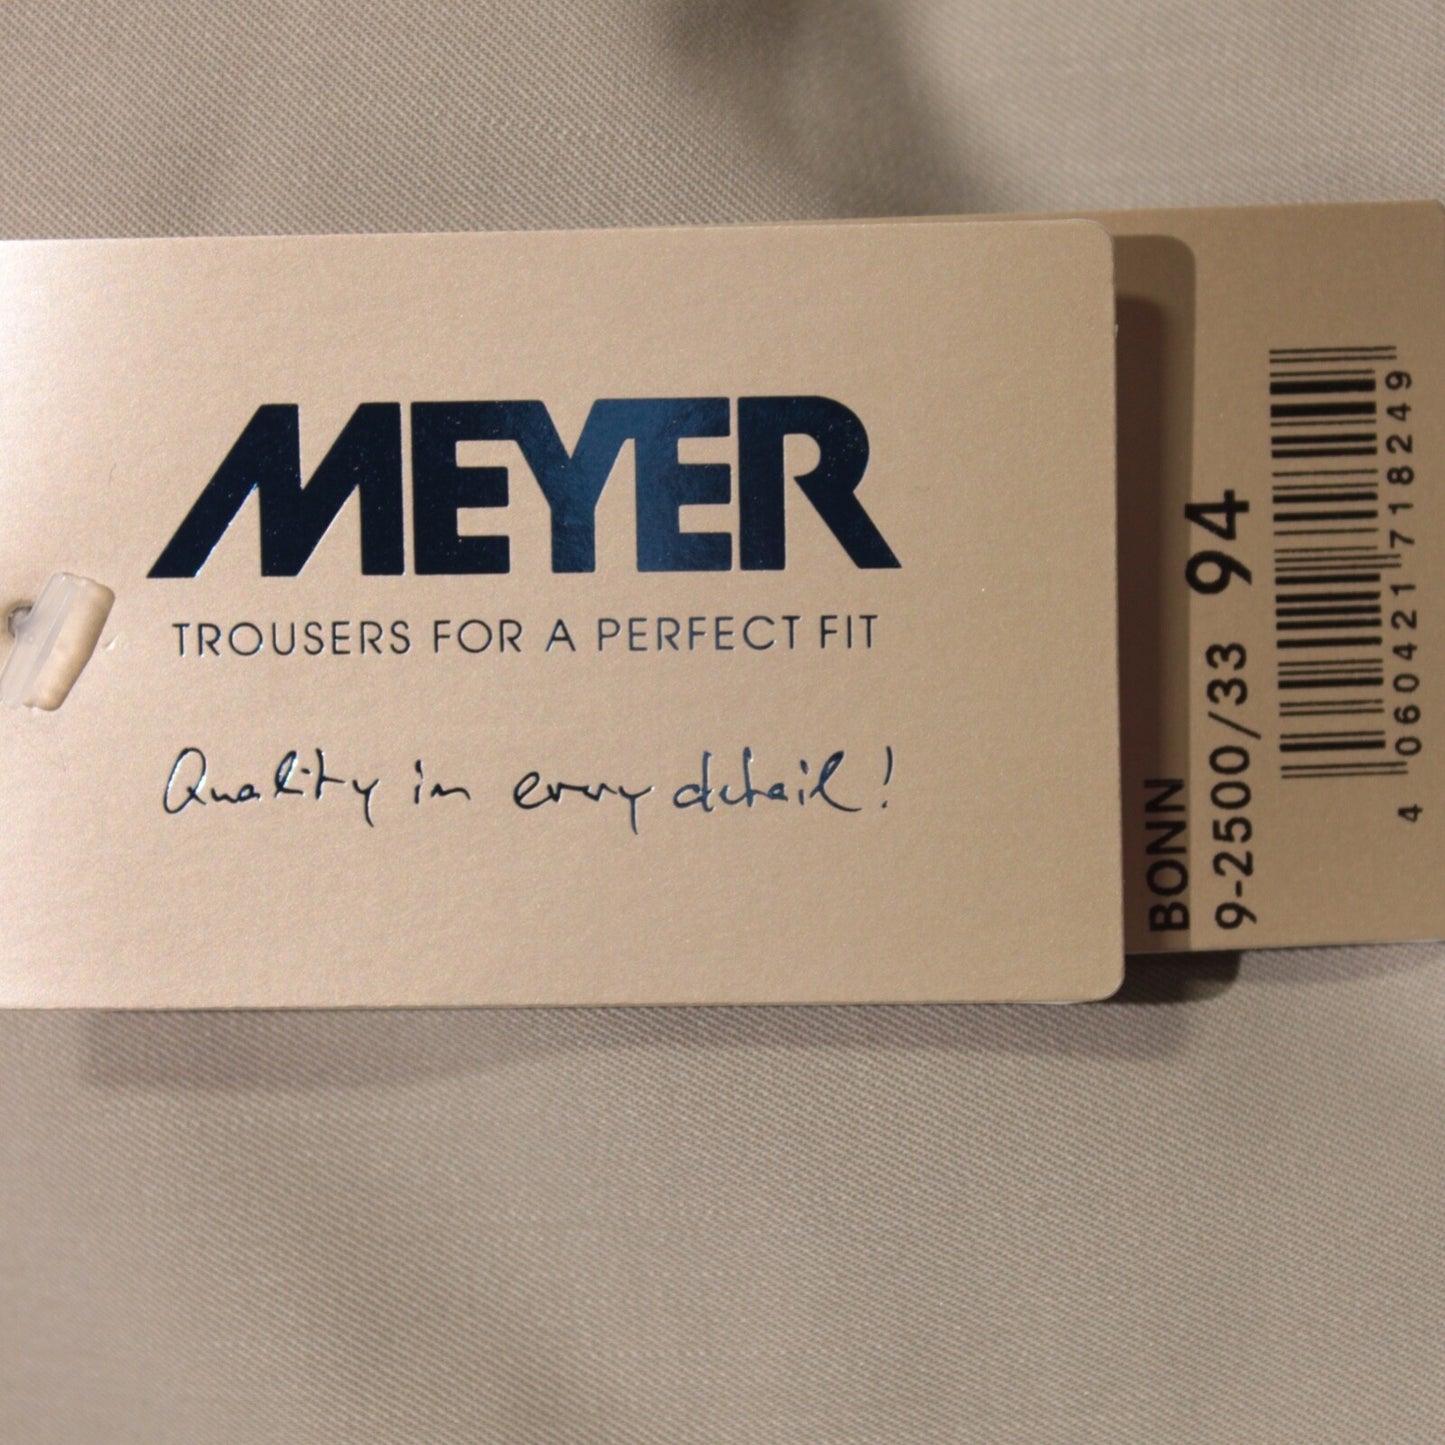 MEYER
TROUSERS FOR A PERFECT FIT
Quality in every detail!
BONN
9-2500/33 94
4 060421 718249